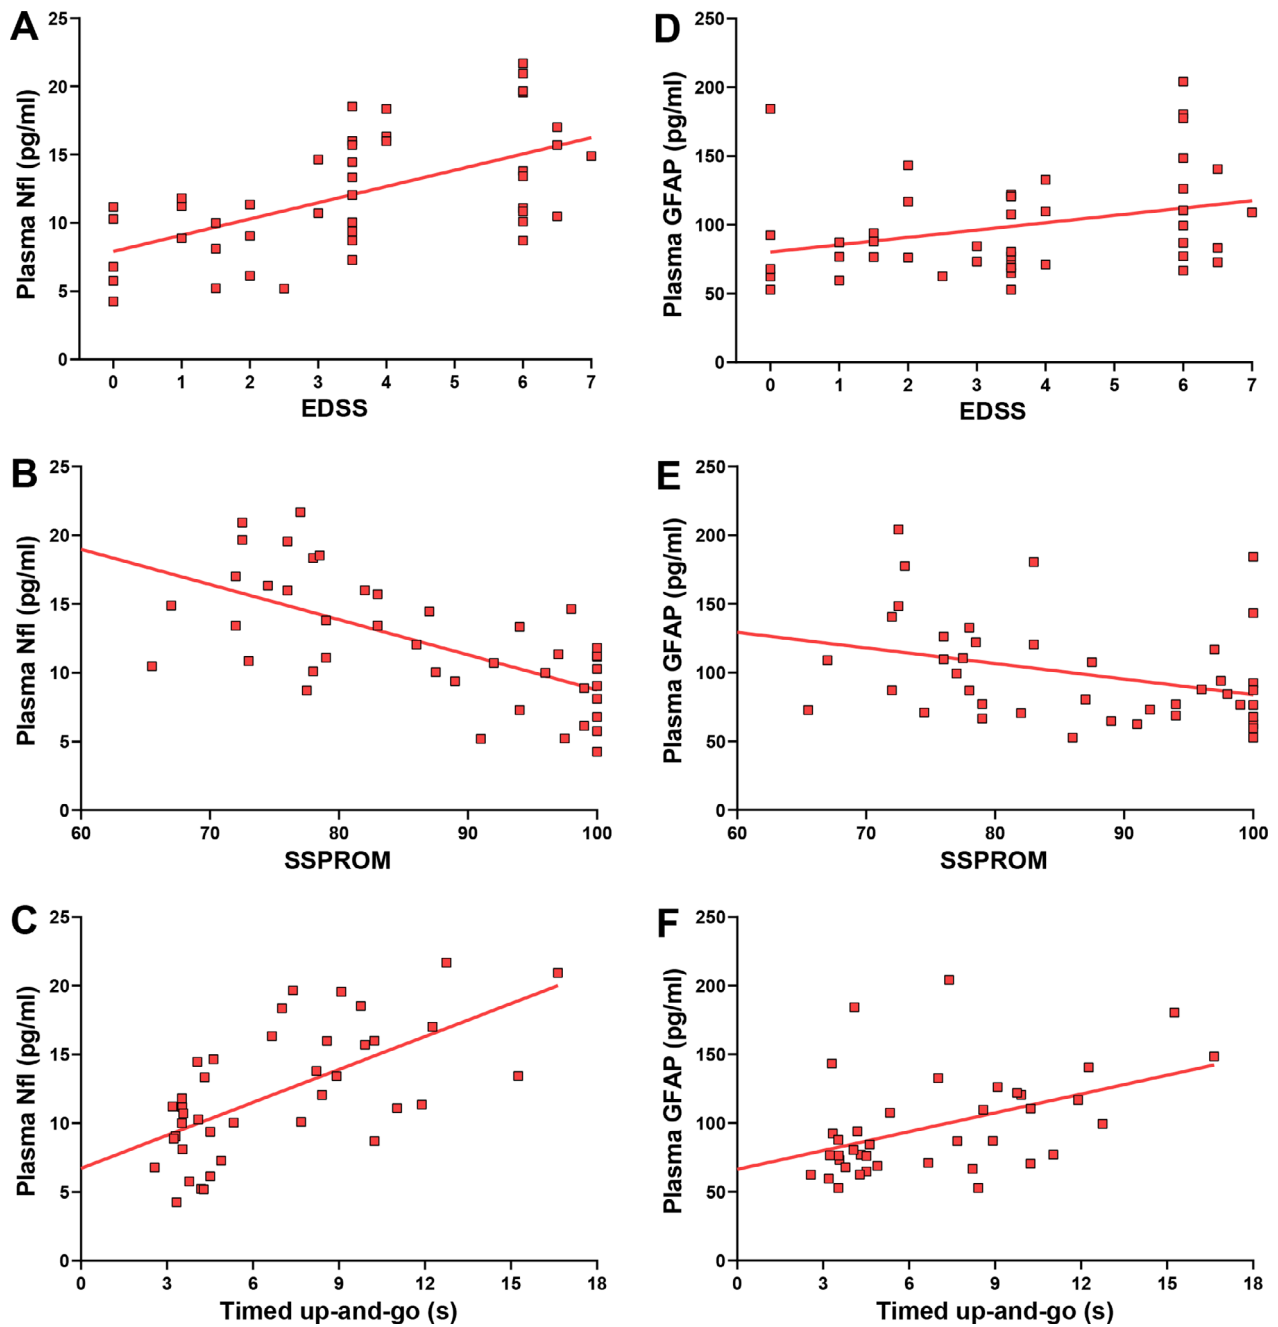 A
Plasma Nfl (pg/ml)
25
20
15
10
5
0
0 1 2 3 4 5 6 7
EDSS
D
Plasma GFAP (pg/ml)
250
200
150
100
50
0
0 1 2 3 4 5 6 7
EDSS
B
Plasma Nfl (pg/ml)
25
20
15
10
5
0
60 70 80 90 100
SSPROM
E
Plasma GFAP (pg/ml)
250
200
150
100
50
0
60 70 80 90 100
SSPROM
C
Plasma Nfl (pg/ml)
25
20
15
10
5
0
0 3 6 9 12 15 18
Timed up-and-go (s)
F
Plasma GFAP (pg/ml)
250
200
150
100
50
0
0 3 6 9 12 15 18
Timed up-and-go (s)